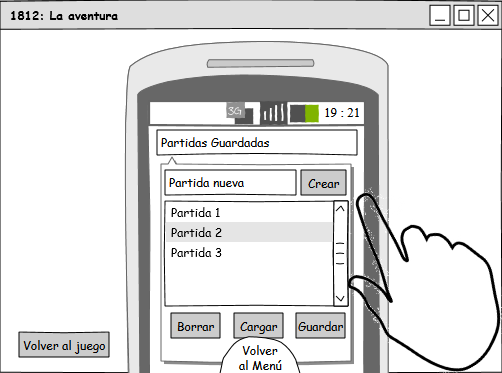 1812: La aventura
3G
19 : 21
Partidas Guardadas
Partida nueva
Crear
Partida 1
Partida 2
Partida 3
Borrar
Cargar
Guardar
Volver al juego
Volver
al Menú